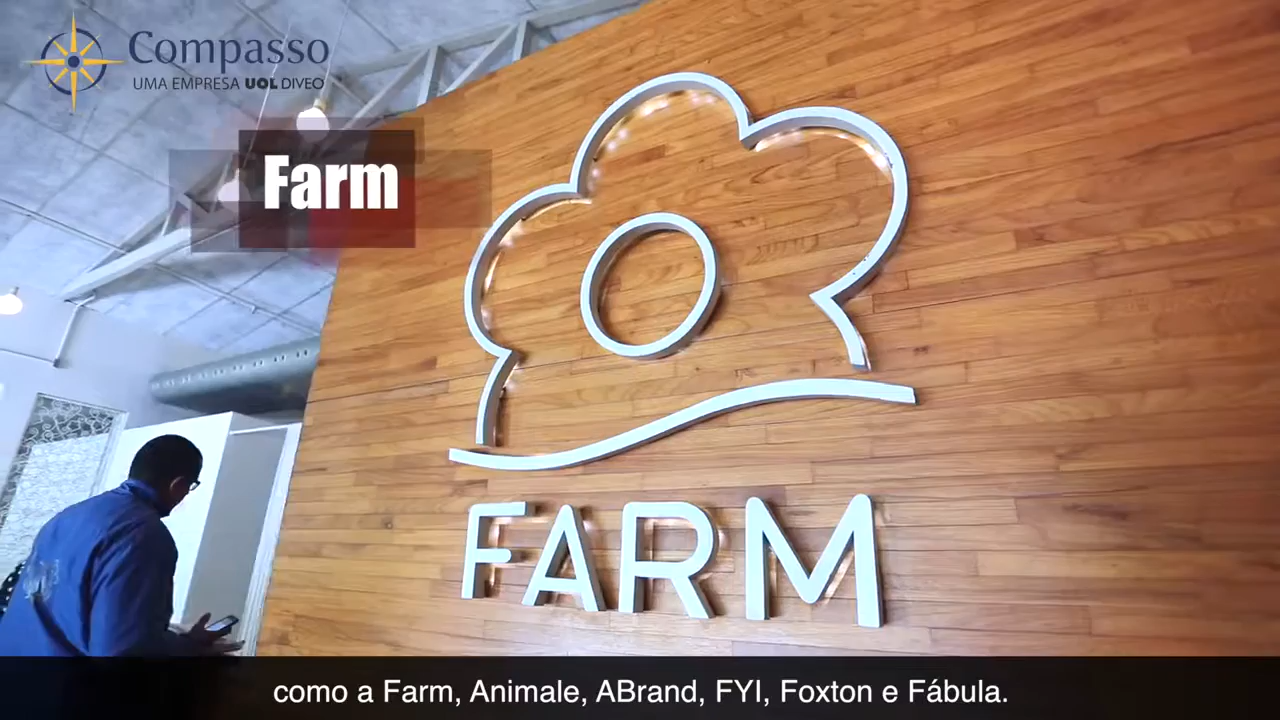 Compasso
UMA EMPRESA UOL DIVEO
Farm
FARM
como a Farm, Animale, ABrand, FYI, Foxton e Fábula.